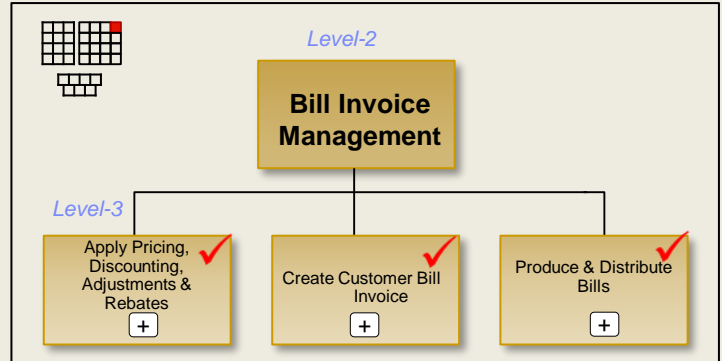 Level-2
Bill Invoice
Management
Level-3
Apply Pricing,
Discounting,
Adjustments &
Rebates
+
Create Customer Bill
Invoice
+
Produce & Distribute
Bills
+